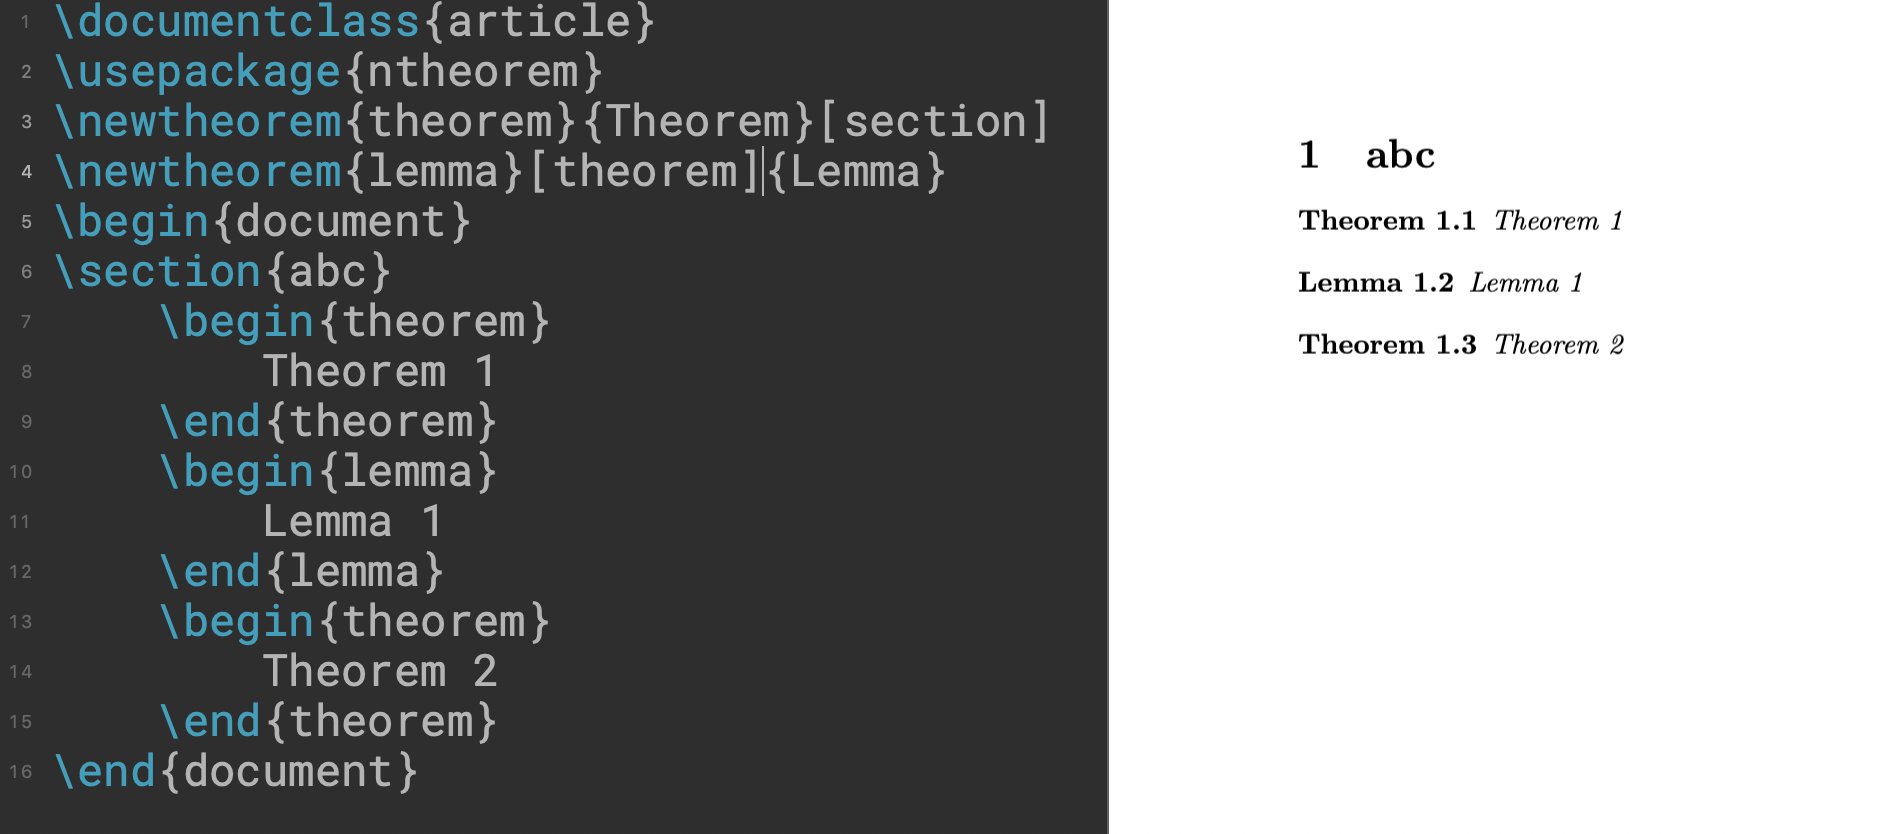 1 \documentclass{article}
2 \usepackage{ntheorem}
3 \newtheorem{theorem}{Theorem}[section]
4 \newtheorem{lemma}[theorem]{Lemma}
5 \begin{document}
6 \section{abc}
7 \begin{theorem}
8 Theorem 1
9 \end{theorem}
10 \begin{lemma}
11 Lemma 1
12 \end{lemma}
13 \begin{theorem}
14 Theorem 2
15 \end{theorem}
16 \end{document}
1 abc
Theorem 1.1 Theorem 1
Lemma 1.2 Lemma 1
Theorem 1.3 Theorem 2